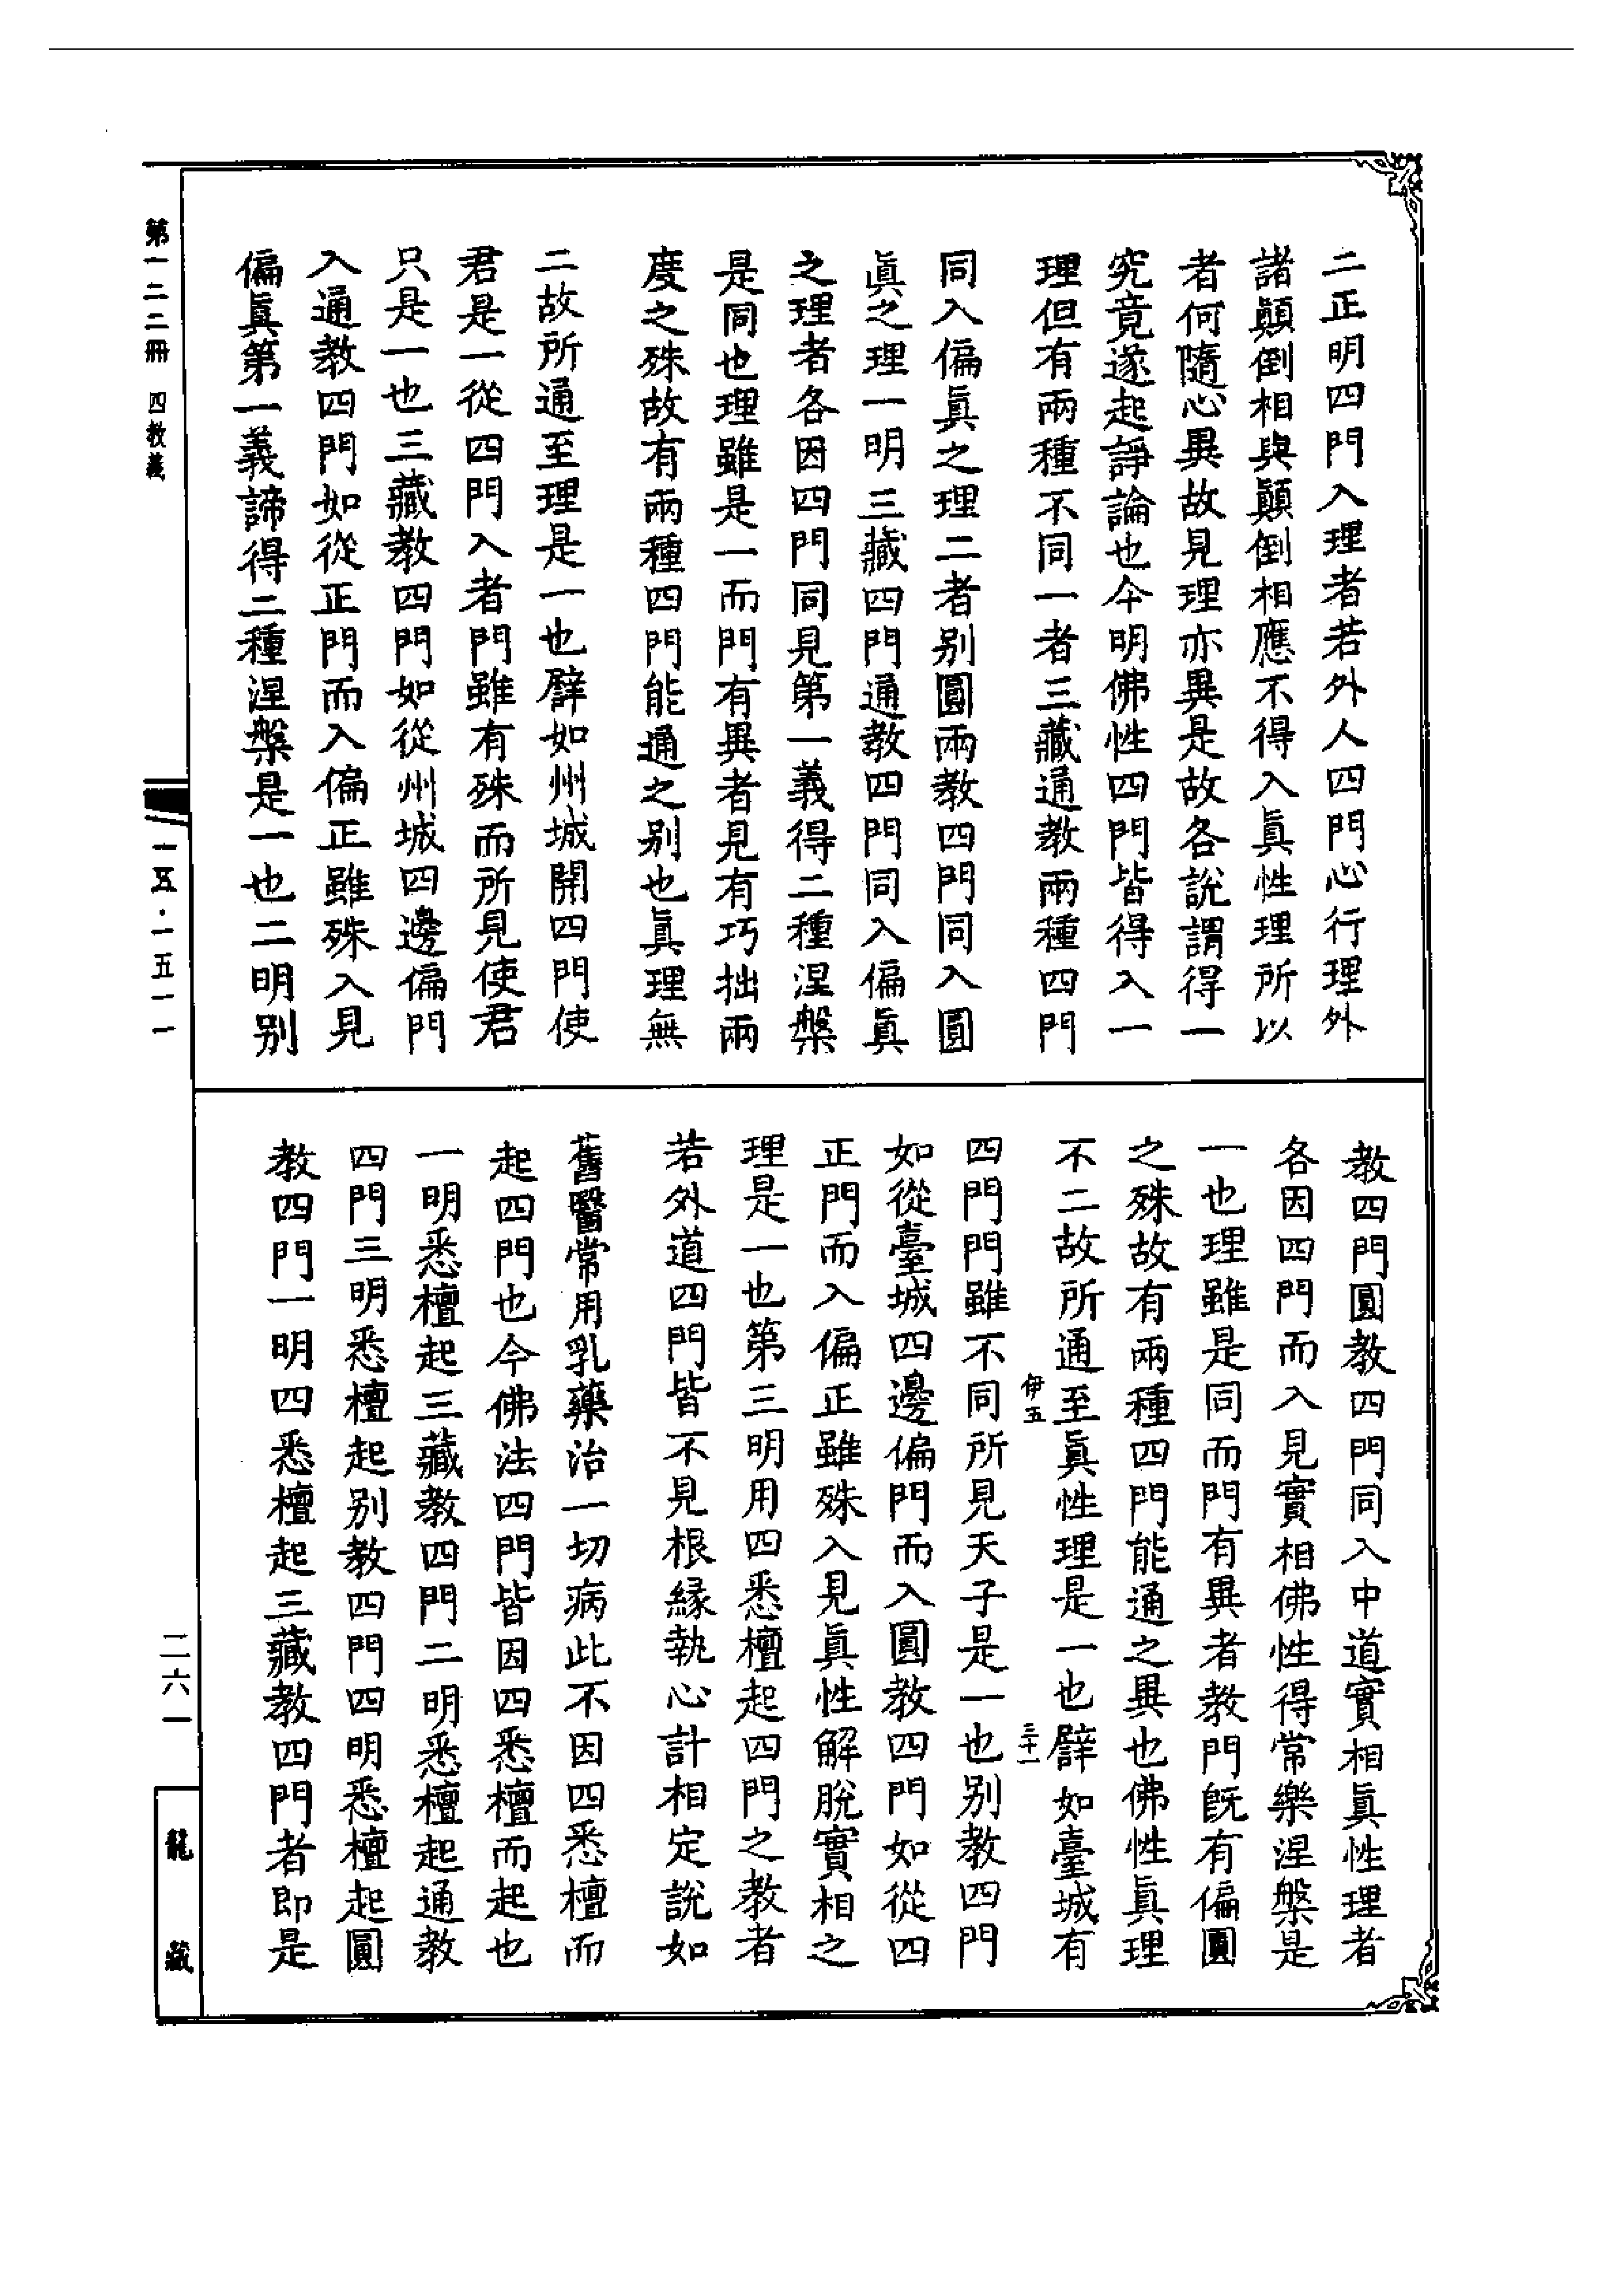 二正明四門入理者若外人四門心行理外
諸顚倒相與顚倒相應不得入眞性理所以
者何隨心異故見理亦異是故各說謂得一
究竟遂起諍論也今明佛性四門皆得入一
理但有兩種不同一者三藏通教兩種四門
同入偏眞之理二者別圓兩教四門同入圓
眞之理一明三藏四門通教四門同入偏眞
之理者各因四門同見第一義得二種涅槃
是同也理雖是一而門有異者見有巧拙兩
度之殊故有兩種四門能通之別也眞理無
二故所通至理是一也譬如州城開四門使
君是一從四門入者門雖有殊而所見使君
只是一也三藏教四門如從州城四邊偏門
入通教四門如從正門而入偏正雖殊入見
偏眞第一義諦得二種涅槃是一也二明別
教四門圓教四門同入中道實相眞性理者
各因四門而入見實相佛性得常樂涅槃是
一也理雖是同而門有異者教門旣有偏圓
之殊故有兩種四門能通之異也佛性眞理
不二故所通至眞性理是一也譬如臺城有
伊五
三十一
四門門雖不同所見天子是一也別教四門
如從臺城四邊偏門而入圓教四門如從四
正門而入偏正雖殊入見眞性解脫實相之
理是一也第三明用四悉檀起四門之教者
若外道四門皆不見根緣執心計相定說如
舊醫常用乳藥治一切病此不因四悉檀而
起四門也今佛法四門皆因四悉檀而起也
一明悉檀起三藏教四門二明悉檀起通教
四門三明悉檀起別教四門四明悉檀起圓
教四門一明四悉檀起三藏教四門者即是
第一二二冊　四教義
一五·一五一一
二六一
龍藏